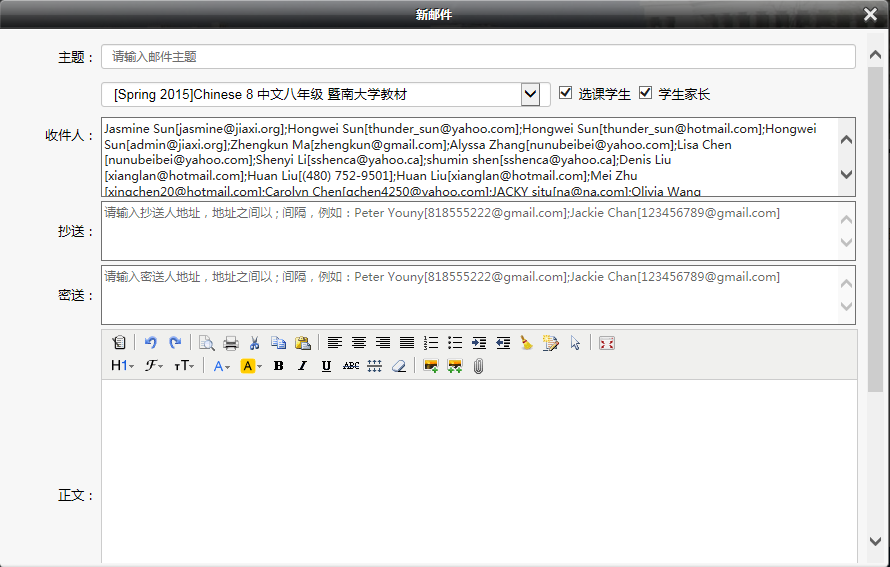 新邮件
主题：
请输入邮件主题
[Spring 2015]Chinese 8 中文八年级 暨南大学教材
选课学生
学生家长
收件人：
Jasmine Sun[jasmine@jiaxi.org];Hongwei Sun[thunder_sun@yahoo.com];Hongwei Sun[thunder_sun@hotmail.com];Hongwei
Sun[admin@jiaxi.org];Zhengkun Ma[zhengkun@gmail.com];Alyssa Zhang[nunubeibei@yahoo.com];Lisa Chen
[nunubeibei@yahoo.com];Shenyi Li[sshenca@yahoo.ca];shumin shen[sshenca@yahoo.ca];Denis Liu
[xianglan@hotmail.com];Huan Liu[(480) 752-9501];Huan Liu[xianglan@hotmail.com];Mei Zhu
[xingchen20@hotmail.com];Carolyn Chen[qchen4250@yahoo.com];JACKY situ[na@na.com];Olivia Wang
抄送：
请输入抄送人地址，地址之间以 ; 间隔，例如：Peter Youny[818555222@gmail.com];Jackie Chan[123456789@gmail.com]
密送：
请输入密送人地址，地址之间以 ; 间隔，例如：Peter Youny[818555222@gmail.com];Jackie Chan[123456789@gmail.com]
H1 ℱ TT A A B I U ABC
正文：